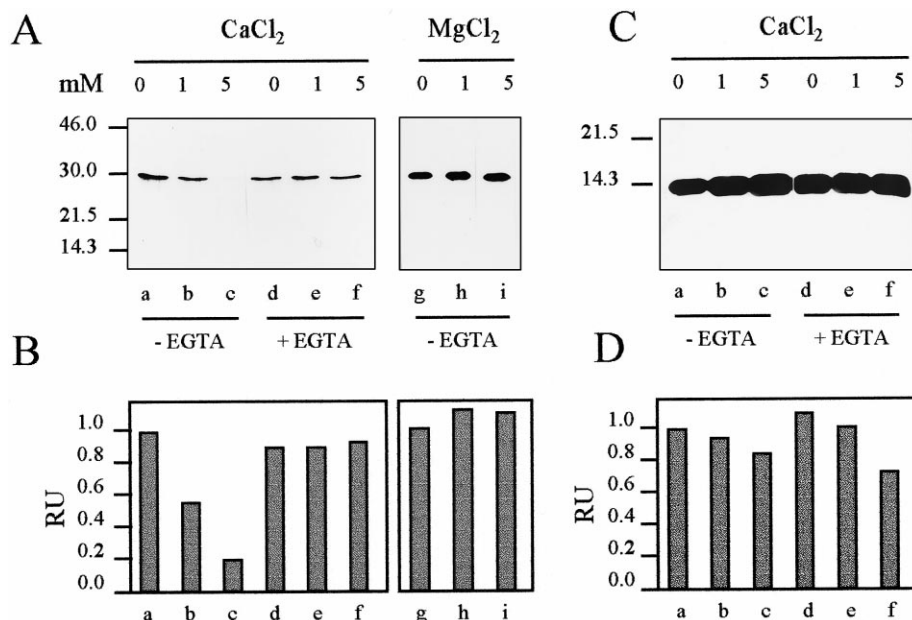 A
CaCl2
MgCl2
mM
0 1 5 0 1 5
0 1 5
46.0
30.0
21.5
14.3
a b c d e f
g h i
- EGTA
+ EGTA
- EGTA
C
CaCl2
0 1 5 0 1 5
21.5
14.3
a b c d e f
- EGTA
+ EGTA
B
RU
1.0
0.8
0.6
0.4
0.2
0.0
a b c d e f
g h i
D
RU
1.0
0.8
0.6
0.4
0.2
0.0
a b c d e f